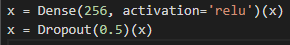 x = Dense(256, activation='relu')(x)
x = Dropout(0.5)(x)